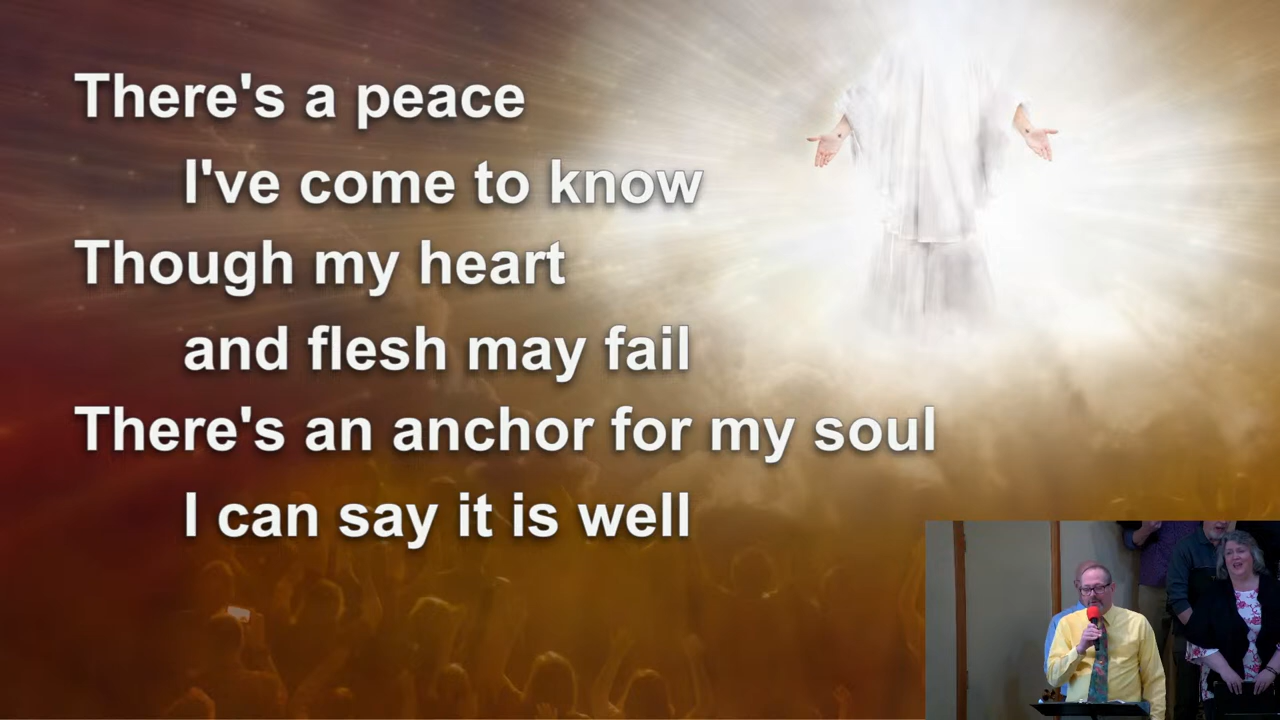 There's a peace
I've come to know
Though my heart
and flesh may fail
There's an anchor for my soul
I can say it is well